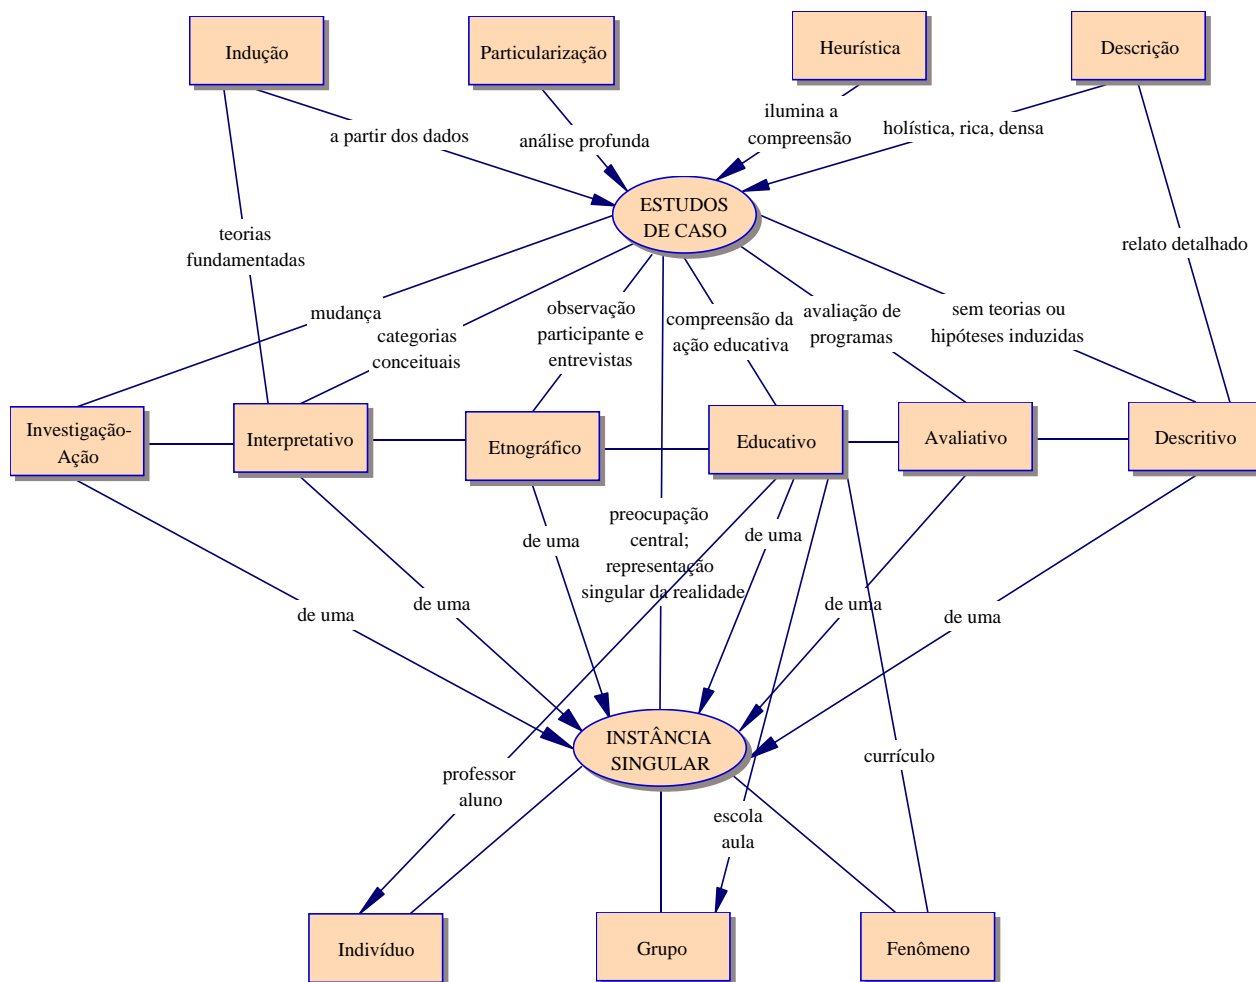 Indução
Particularização
Heurística
Descrição
a partir dos dados
análise profunda
ilumina a
compreensão
holística, rica, densa
ESTUDOS
DE CASO
teorias
fundamentadas
relato detalhado
mudança
categorias
conceituais
observação
participante e
entrevistas
compreensão da
ação educativa
avaliação de
programas
sem teorias ou
hipóteses induzidas
Investigação-
Ação
Interpretativo
Etnográfico
Educativo
Avaliativo
Descritivo
de uma
de uma
de uma
preocupação
central;
representação
singular da realidade
de uma
de uma
de uma
INSTÂNCIA
SINGULAR
professor
aluno
escola
aula
currículo
Indivíduo
Grupo
Fenômeno